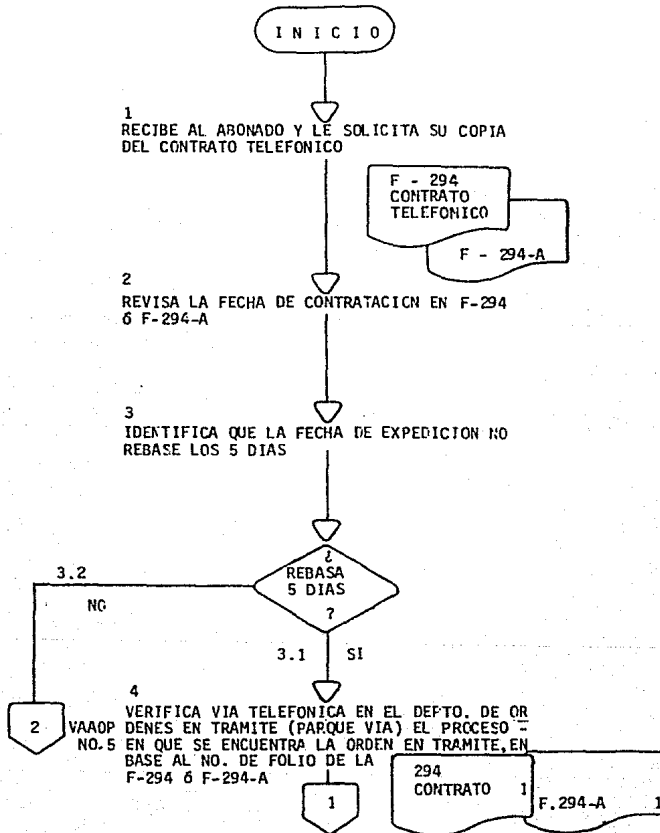 I N I C I O
1
RECIBE AL ABONADO Y LE SOLICITA SU COPIA
DEL CONTRATO TELEFONICO
F - 294
CONTRATO
TELEFONICO
F - 294-A
2
REVISA LA FECHA DE CONTRATACION EN F-294
ó F-294-A
3
IDENTIFICA QUE LA FECHA DE EXPEDICION NO
REBASE LOS 5 DIAS
¿
REBASA
5 DIAS
?
3.2
NO
3.1 SI
4
VERIFICA VIA TELEFONICA EN EL DEPTO. DE OR
DENES EN TRAMITE (PARQUE VIA) EL PROCESO -
EN QUE SE ENCUENTRA LA ORDEN EN TRAMITE, EN
BASE AL NO. DE FOLIO DE LA
F-294 ó F-294-A
2
VAAOP
NO.5
1
294
CONTRATO 1
F.294-A 1